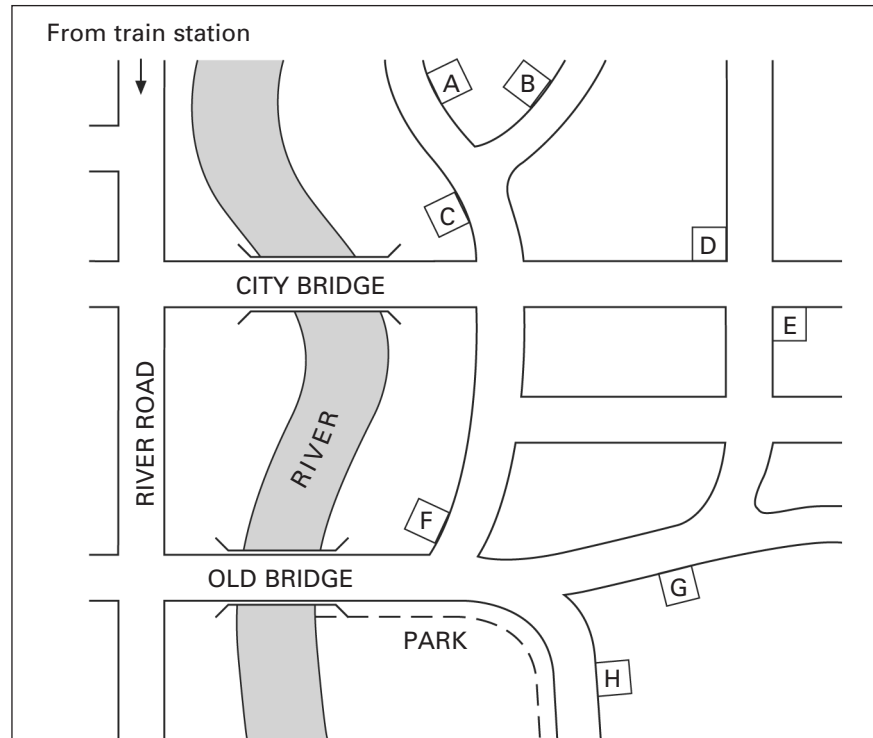 From train station
A
B
C
D
CITY BRIDGE
E
RIVER ROAD
RIVER
F
OLD BRIDGE
G
PARK
H